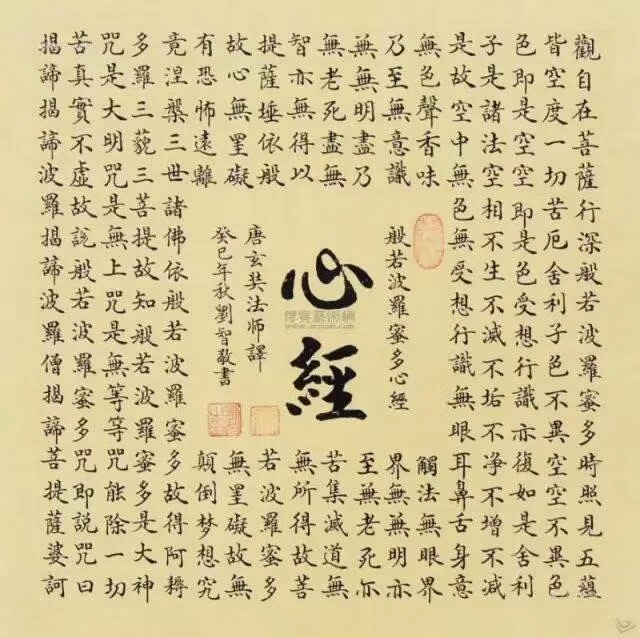 觀自在菩薩行深般若波羅蜜多時照見五蘊
皆空度一切苦厄舍利子色不異空空不異色
色即是空空即是色受想行識亦復如是舍利
子是諸法空相不生不滅不垢不净不增不减
是故空中無色無受想行識無眼耳鼻舌身意
無色聲香味
觸法無眼界
乃至無意識
界無無明亦
無無明盡乃
至無老死亦
無老死盡無
苦集滅道無
智亦無得以
無所得故菩
提薩埵依般
若波羅蜜多
故心無罣礙
無罣礙故無
有恐怖遠離
顛倒梦想究
竟涅槃三世諸佛依般若波羅蜜多故得阿耨
多羅三藐三菩提故知般若波羅蜜多是大神
咒是大明咒是無上咒是無等等咒能除一切
苦真實不虛故說般若波羅蜜多咒即說咒曰
揭諦揭諦波羅揭諦波羅僧揭諦菩提薩婆訶
般若波羅蜜多心經
心經
唐玄奘法师譯
癸巳年秋劉智敬書